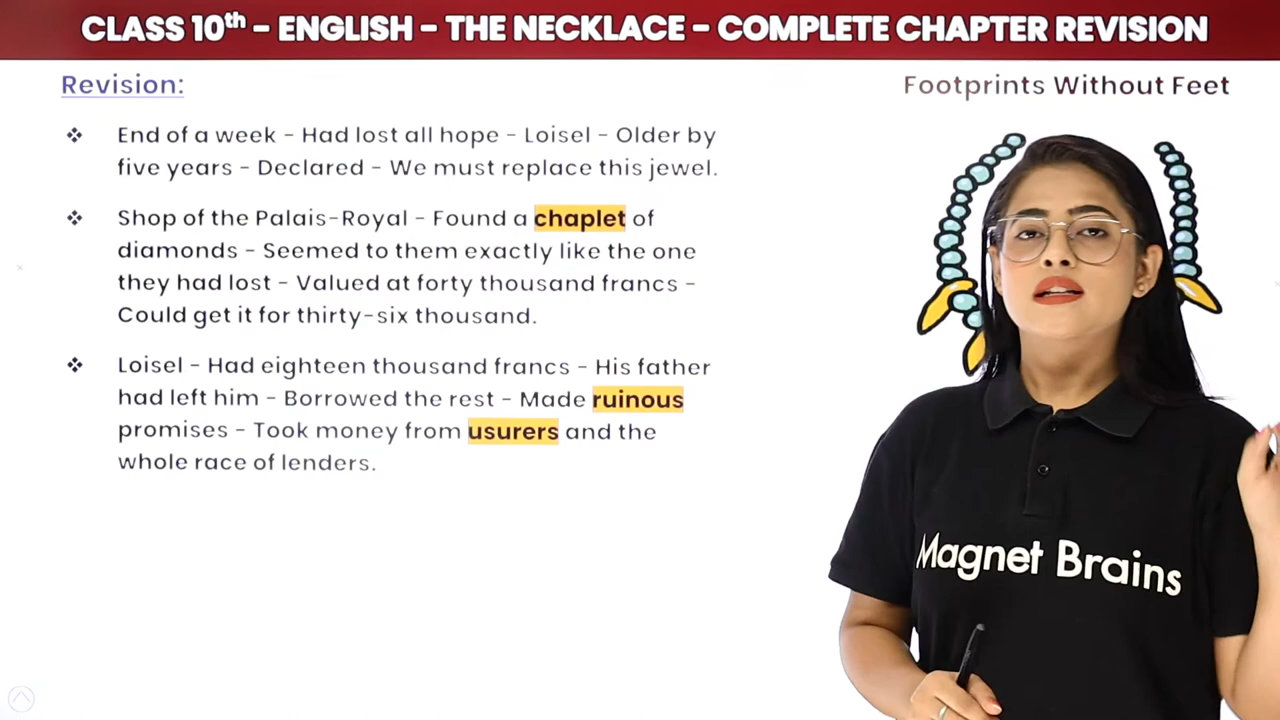 CLASS 10th - ENGLISH - THE NECKLACE - COMPLETE CHAPTER REVISION
Revision:
Footprints Without Feet
❖ End of a week - Had lost all hope - Loisel - Older by
five years - Declared - We must replace this jewel.
❖ Shop of the Palais-Royal - Found a chaplet of
diamonds - Seemed to them exactly like the one
they had lost - Valued at forty thousand francs -
Could get it for thirty-six thousand.
❖ Loisel - Had eighteen thousand francs - His father
had left him - Borrowed the rest - Made ruinous
promises - Took money from usurers and the
whole race of lenders.
Magnet Brains